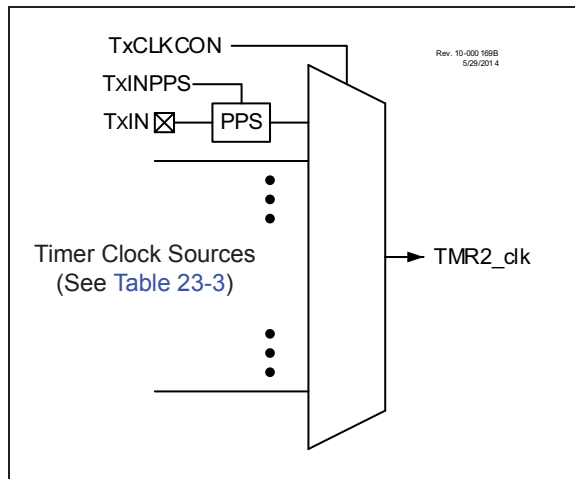 TxCLKCON
Rev. 10-000 169B
5/29/2014
TxINPPS
TxIN
PPS
Timer Clock Sources
(See Table 23-3)
TMR2_clk